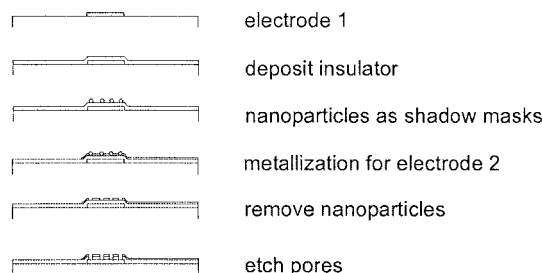 electrode 1
deposit insulator
nanoparticles as shadow masks
metallization for electrode 2
remove nanoparticles
etch pores